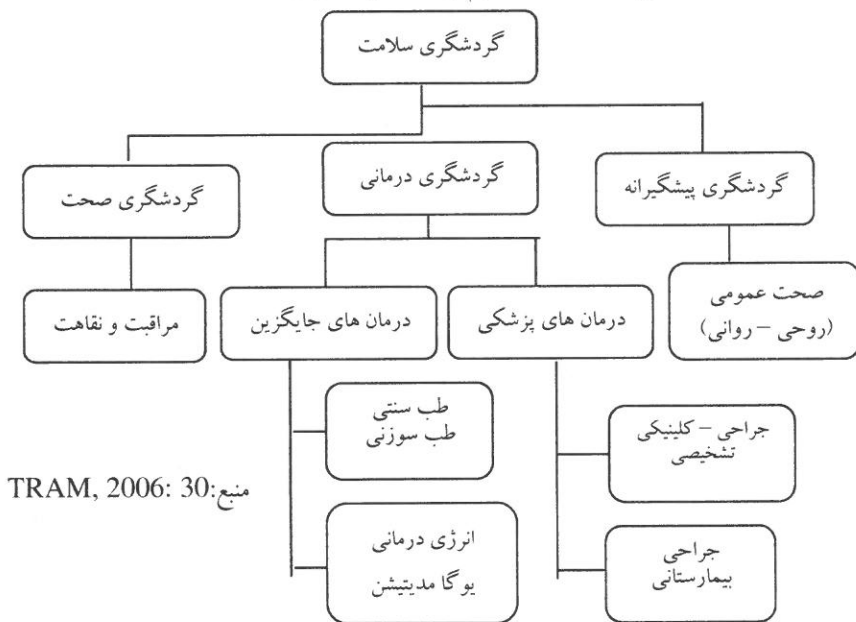 گردشگری سلامت
گردشگری پیشگیرانه
گردشگری درمانی
گردشگری صحت
صحت عمومی
(روحی – روانی)
درمان های پزشکی
درمان های جایگزین
مراقبت و نقاهت
جراحی – کلینیکی
تشخیصی
طب سنتی
طب سوزنی
جراحی
بیمارستانی
انرژی درمانی
یوگا مدیتیشن
منبع:TRAM, 2006: 30